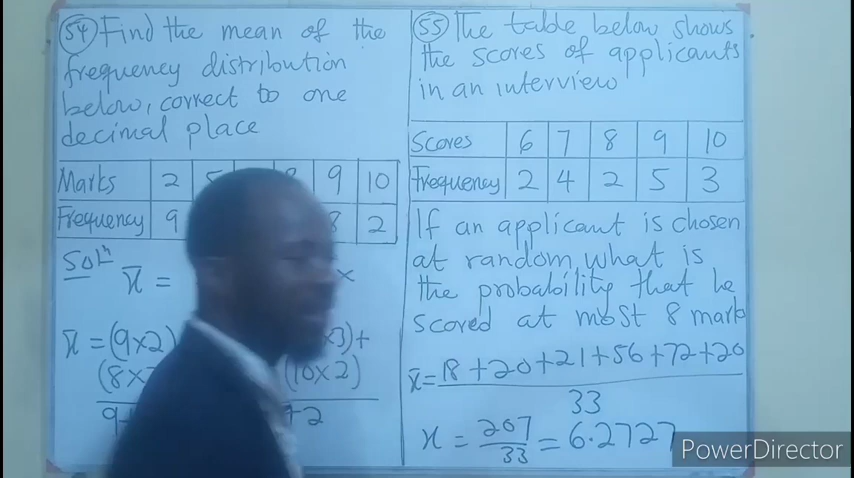 54 Find the mean of the
frequency distribution
below, correct to one
decimal place
Marks 2 9 10
Frequency 9 8 2
Solⁿ
x̄ = x
x̄ = (9×2) ×3)+
(8× (10×2)
9+ +2
55 The table below shows
the scores of applicants
in an interview
Scores 6 7 8 9 10
Frequency 2 4 2 5 3
If an applicant is chosen
at random, what is
the probability that he
scored at most 8 mark
x̄ = 18+20+21+56+72+20
33
x = 207/33 = 6.2727
PowerDirector